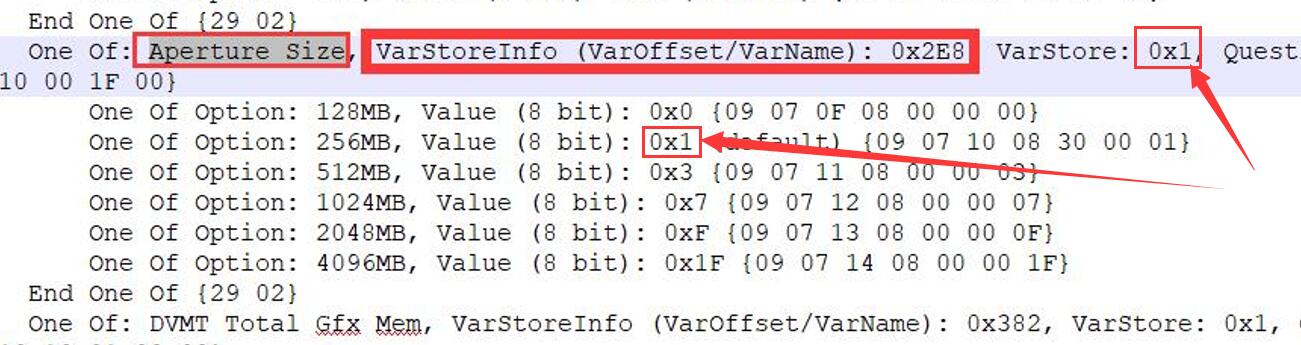 End One Of {29 02}
One Of: Aperture Size, VarStoreInfo (VarOffset/VarName): 0x2E8 VarStore: 0x1, Quest
10 00 1F 00}
One Of Option: 128MB, Value (8 bit): 0x0 {09 07 0F 08 00 00 00}
One Of Option: 256MB, Value (8 bit): 0x1 default) {09 07 10 08 30 00 01}
One Of Option: 512MB, Value (8 bit): 0x3 {09 07 11 08 00 00 03}
One Of Option: 1024MB, Value (8 bit): 0x7 {09 07 12 08 00 00 07}
One Of Option: 2048MB, Value (8 bit): 0xF {09 07 13 08 00 00 0F}
One Of Option: 4096MB, Value (8 bit): 0x1F {09 07 14 08 00 00 1F}
End One Of {29 02}
One Of: DVMT Total Gfx Mem, VarStoreInfo (VarOffset/VarName): 0x382, VarStore: 0x1,